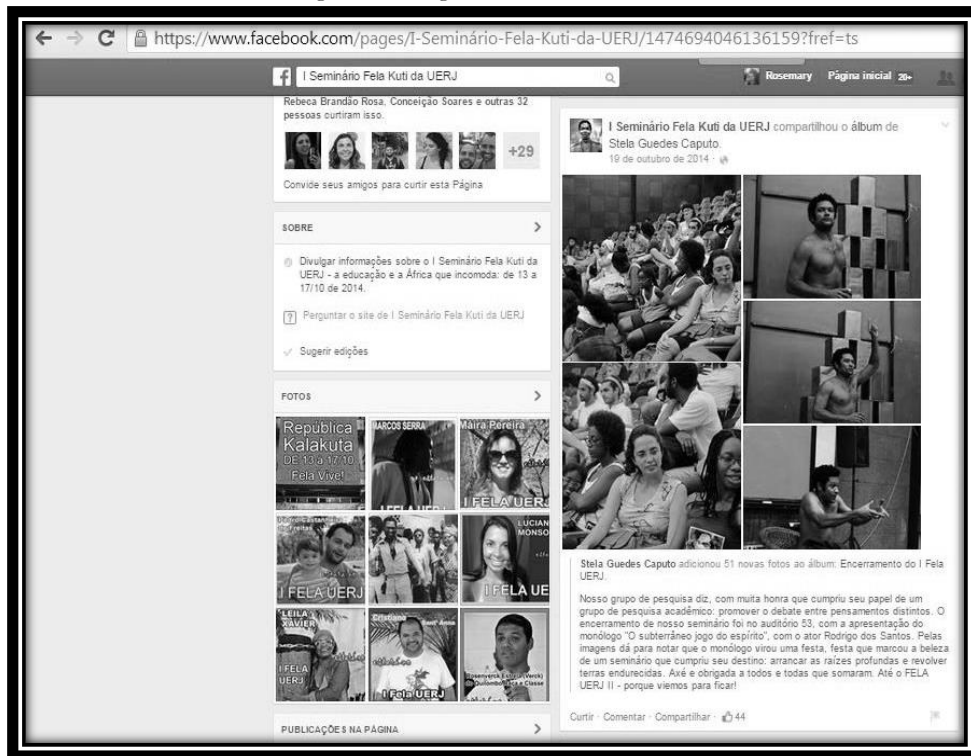 https://www.facebook.com/pages/I-Seminário-Fela-Kuti-da-UERJ/1474694046136159?fref=ts
I Seminário Fela Kuti da UERJ
Rosemary Página inicial 20+
Rebeca Brandão Rosa, Conceição Soares e outras 32
pessoas curtiram isso.
+29
Convide seus amigos para curtir esta Página
SOBRE
Divulgar informações sobre o I Seminário Fela Kuti da
UERJ - a educação e a África que incomoda: de 13 a
17/10 de 2014.
Perguntar o site de I Seminário Fela Kuti da UERJ
Sugerir edições
FOTOS
República
Kalakuta
DE 13 a 17/10
Fela Vive!
MARCOS SERRA
I FELA UERJ
Maira Pereira
I FELA UERJ
de Freitas
I FELA UERJ
LUCIAN
MONSO
I FELA UE
LEILA
XAVIER
I FELA
UERJ
Cristiano
Sant' Anna
I Fela UERJ
PUBLICAÇÕES NA PÁGINA
I Seminário Fela Kuti da UERJ compartilhou o álbum de
Stela Guedes Caputo.
19 de outubro de 2014
Stela Guedes Caputo adicionou 51 novas fotos ao álbum: Encerramento do I Fela
UERJ.
Nosso grupo de pesquisa diz, com muita honra que cumpriu seu papel de um
grupo de pesquisa acadêmico: promover o debate entre pensamentos distintos. O
encerramento de nosso seminário foi no auditório 53, com a apresentação do
monólogo "O subterrâneo jogo do espírito", com o ator Rodrigo dos Santos. Pelas
imagens dá para notar que o monólogo virou uma festa, festa que marcou a beleza
de um seminário que cumpriu seu destino: arrancar as raízes profundas e revolver
terras endurecidas. Axé e obrigada a todos e todas que somaram. Até o FELA
UERJ II - porque viemos para ficar!
Curtir · Comentar · Compartilhar · 44